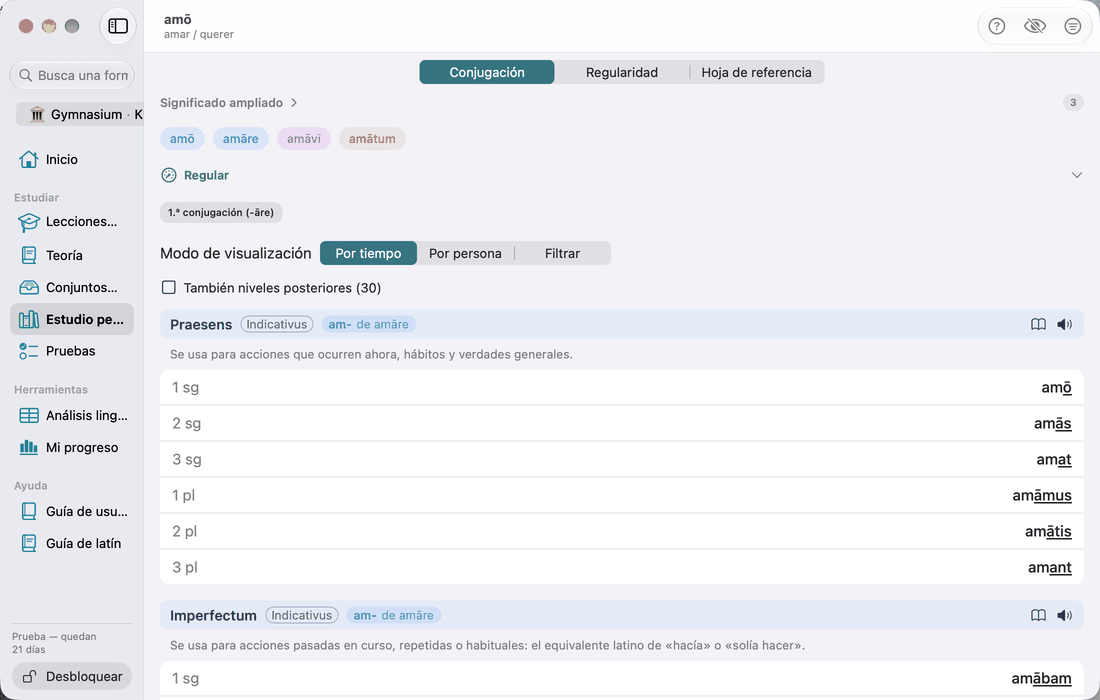 amō
amar / querer
Busca una forn
Gymnasium · K
Inicio
Estudiar
Lecciones...
Teoría
Conjuntos...
Estudio pe...
Pruebas
Herramientas
Análisis ling...
Mi progreso
Ayuda
Guía de usu...
Guía de latín
Prueba — quedan
21 días
Desbloquear
Conjugación Regularidad Hoja de referencia
Significado ampliado 3
amō amāre amāvī amātum
Regular
1.ª conjugación (-āre)
Modo de visualización Por tiempo Por persona Filtrar
También niveles posteriores (30)
Praesens Indicativus am- de amāre
Se usa para acciones que ocurren ahora, hábitos y verdades generales.
1 sg amō
2 sg amās
3 sg amat
1 pl amāmus
2 pl amātis
3 pl amant
Imperfectum Indicativus am- de amāre
Se usa para acciones pasadas en curso, repetidas o habituales: el equivalente latino de «hacía» o «solía hacer».
1 sg amābam